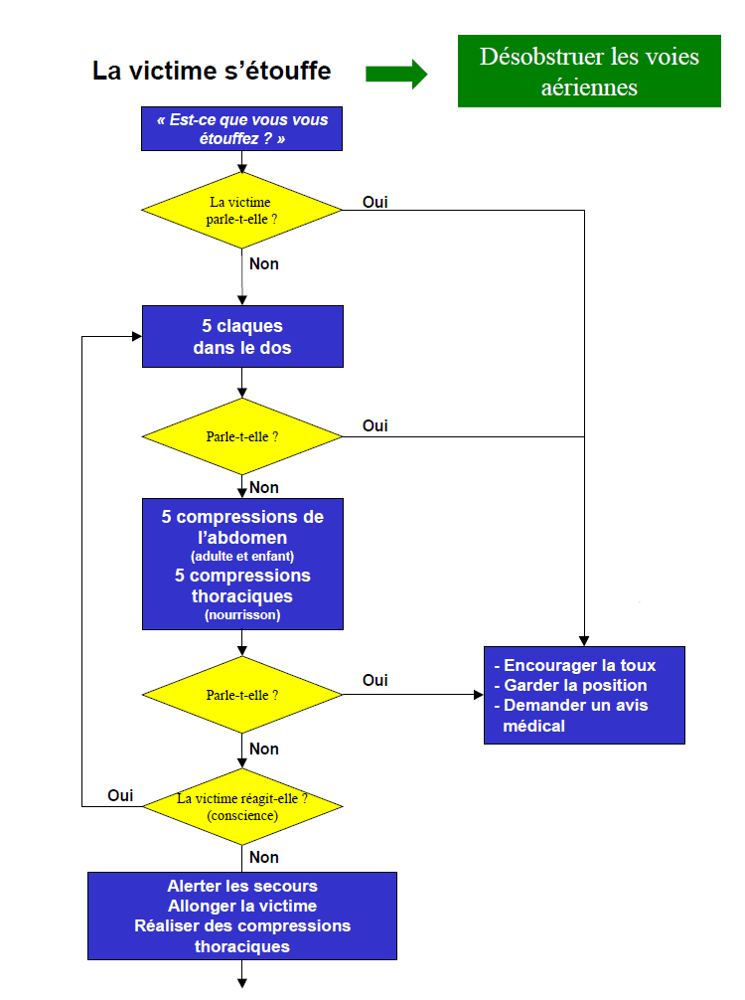 La victime s’étouffe
Désobstruer les voies
aériennes
« Est-ce que vous vous
étouffez ? »
La victime
parle-t-elle ?
Oui
Non
5 claques
dans le dos
Parle-t-elle ?
Oui
Non
5 compressions de
l’abdomen
(adulte et enfant)
5 compressions
thoraciques
(nourrisson)
Parle-t-elle ?
Oui
- Encourager la toux
- Garder la position
- Demander un avis
médical
Non
La victime réagit-elle ?
(conscience)
Oui
Non
Alerter les secours
Allonger la victime
Réaliser des compressions
thoraciques